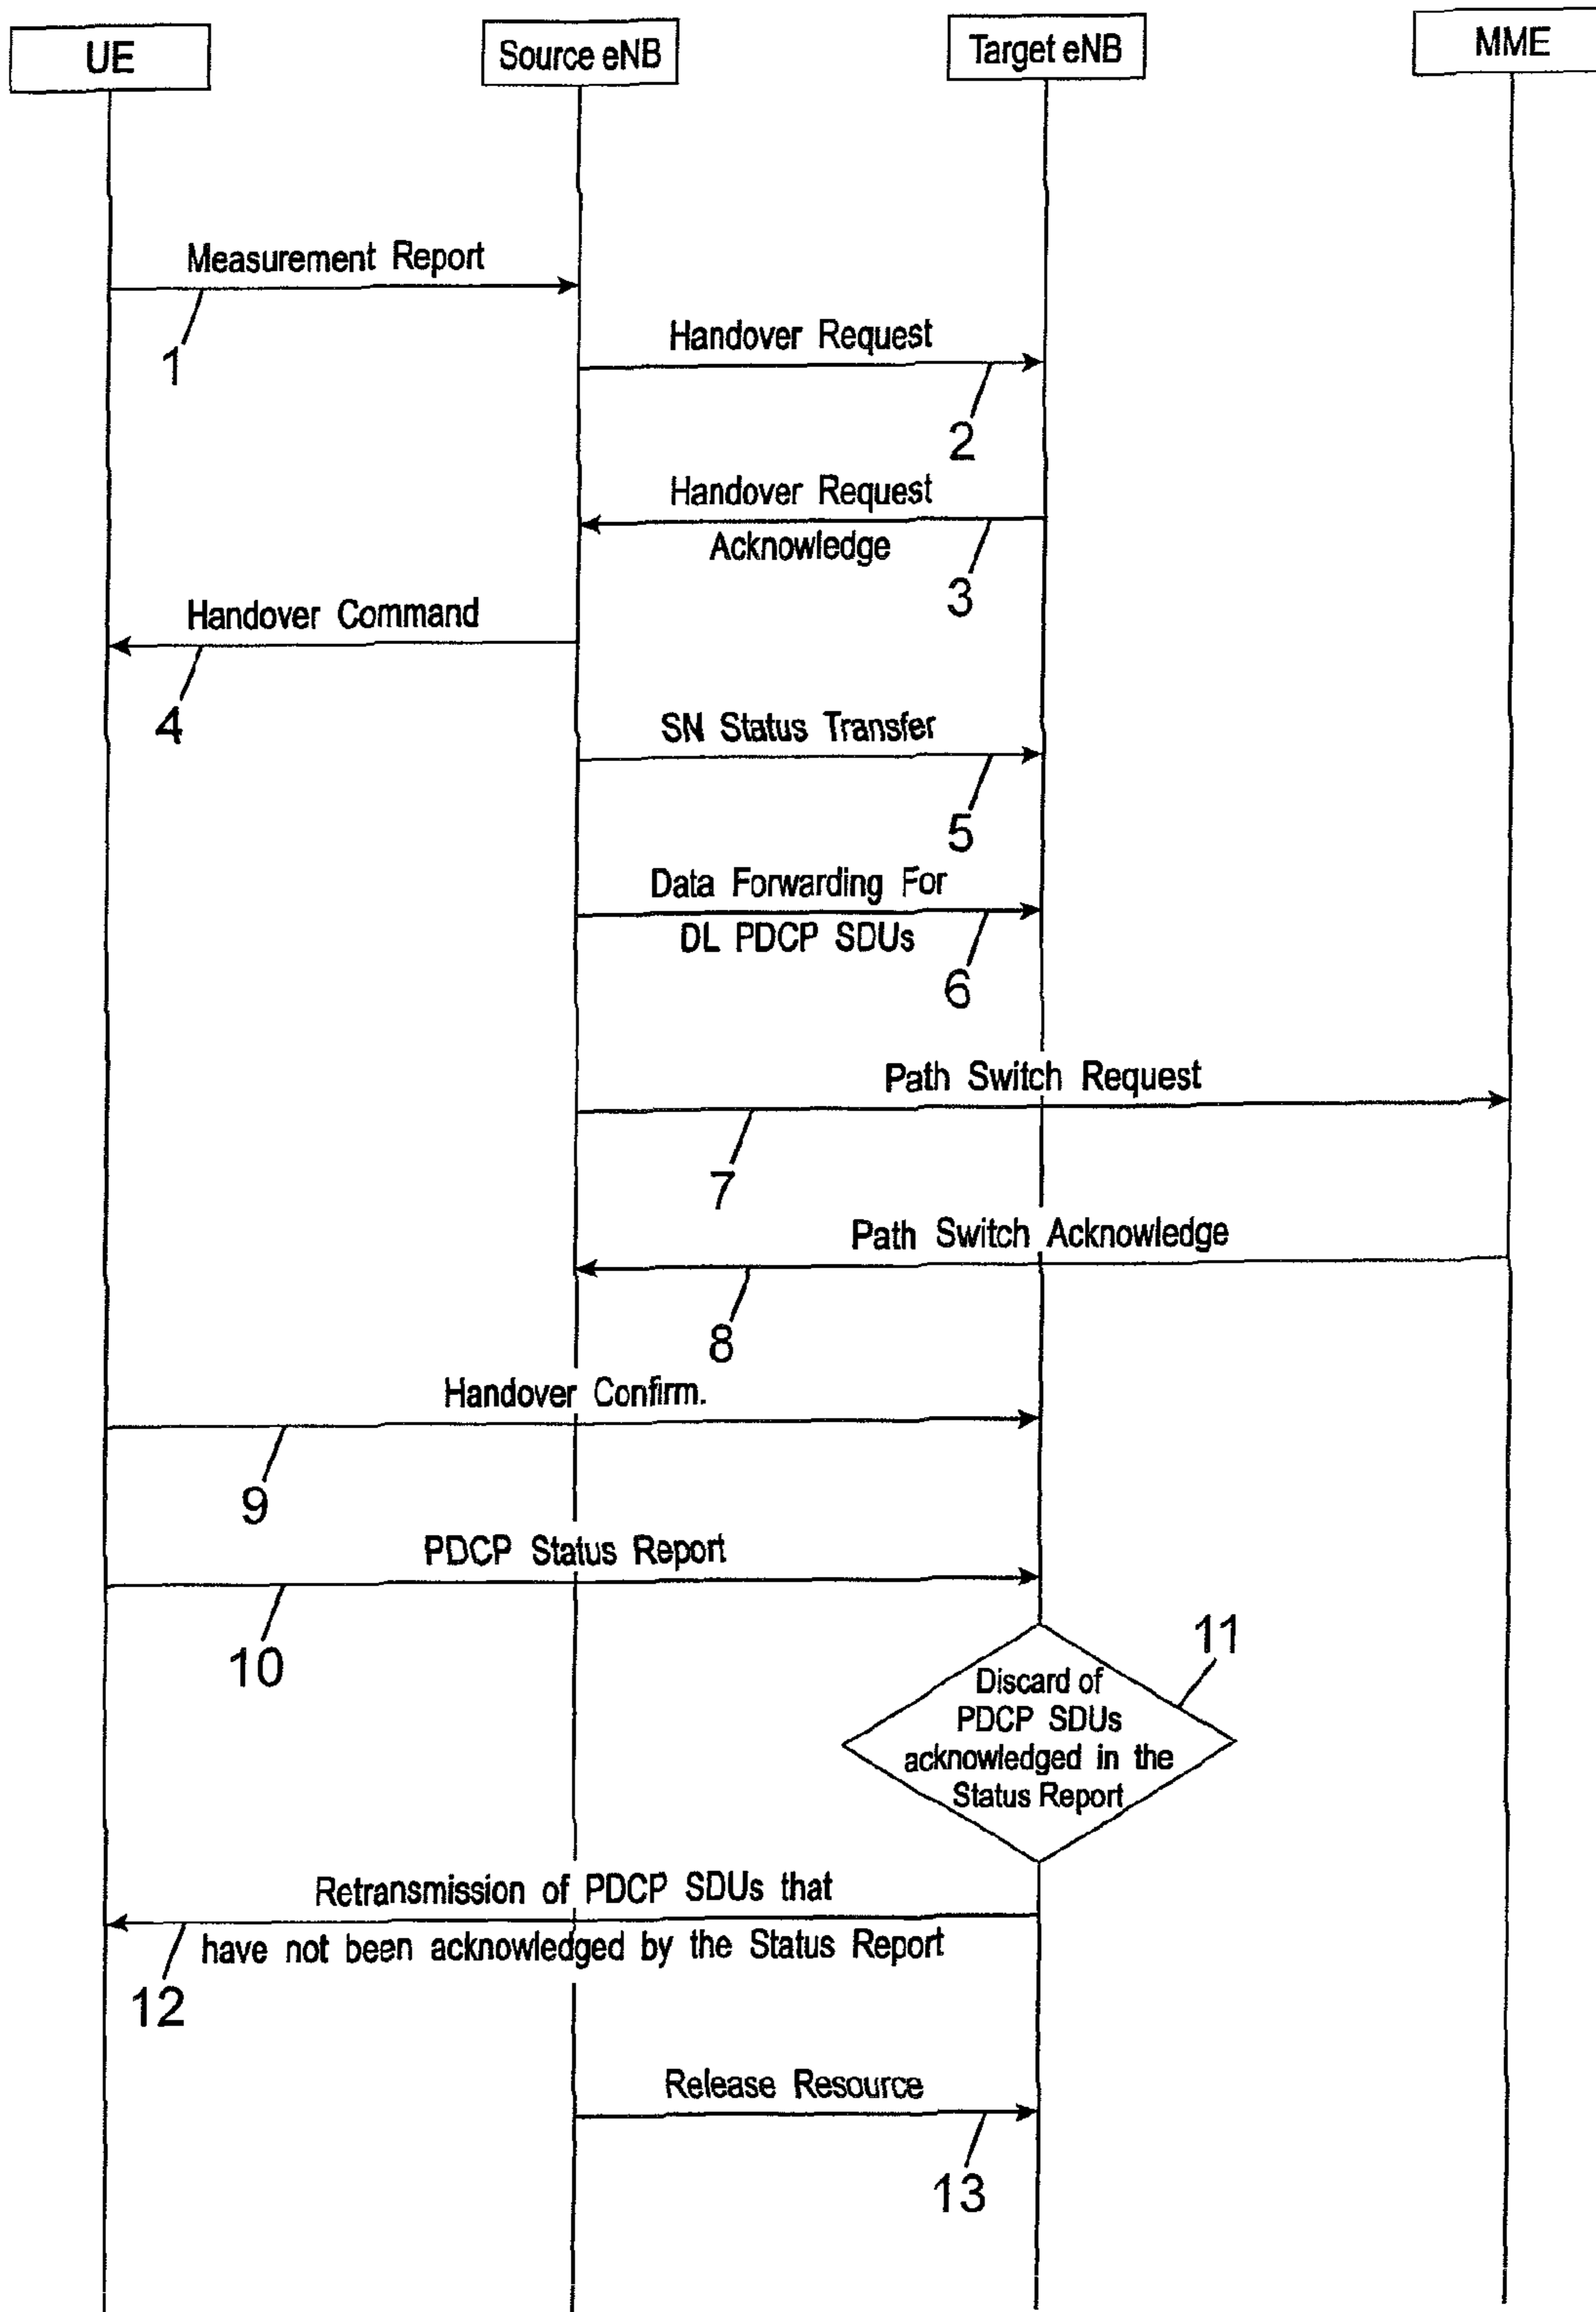 UE
Source eNB
Target eNB
MME
Measurement Report
1
Handover Request
2
Handover Request
Acknowledge
3
Handover Command
4
SN Status Transfer
5
Data Forwarding For
DL PDCP SDUs
6
Path Switch Request
7
Path Switch Acknowledge
8
Handover Confirm.
9
PDCP Status Report
10
11
Discard of
PDCP SDUs
acknowledged in the
Status Report
Retransmission of PDCP SDUs that
have not been acknowledged by the Status Report
12
Release Resource
13